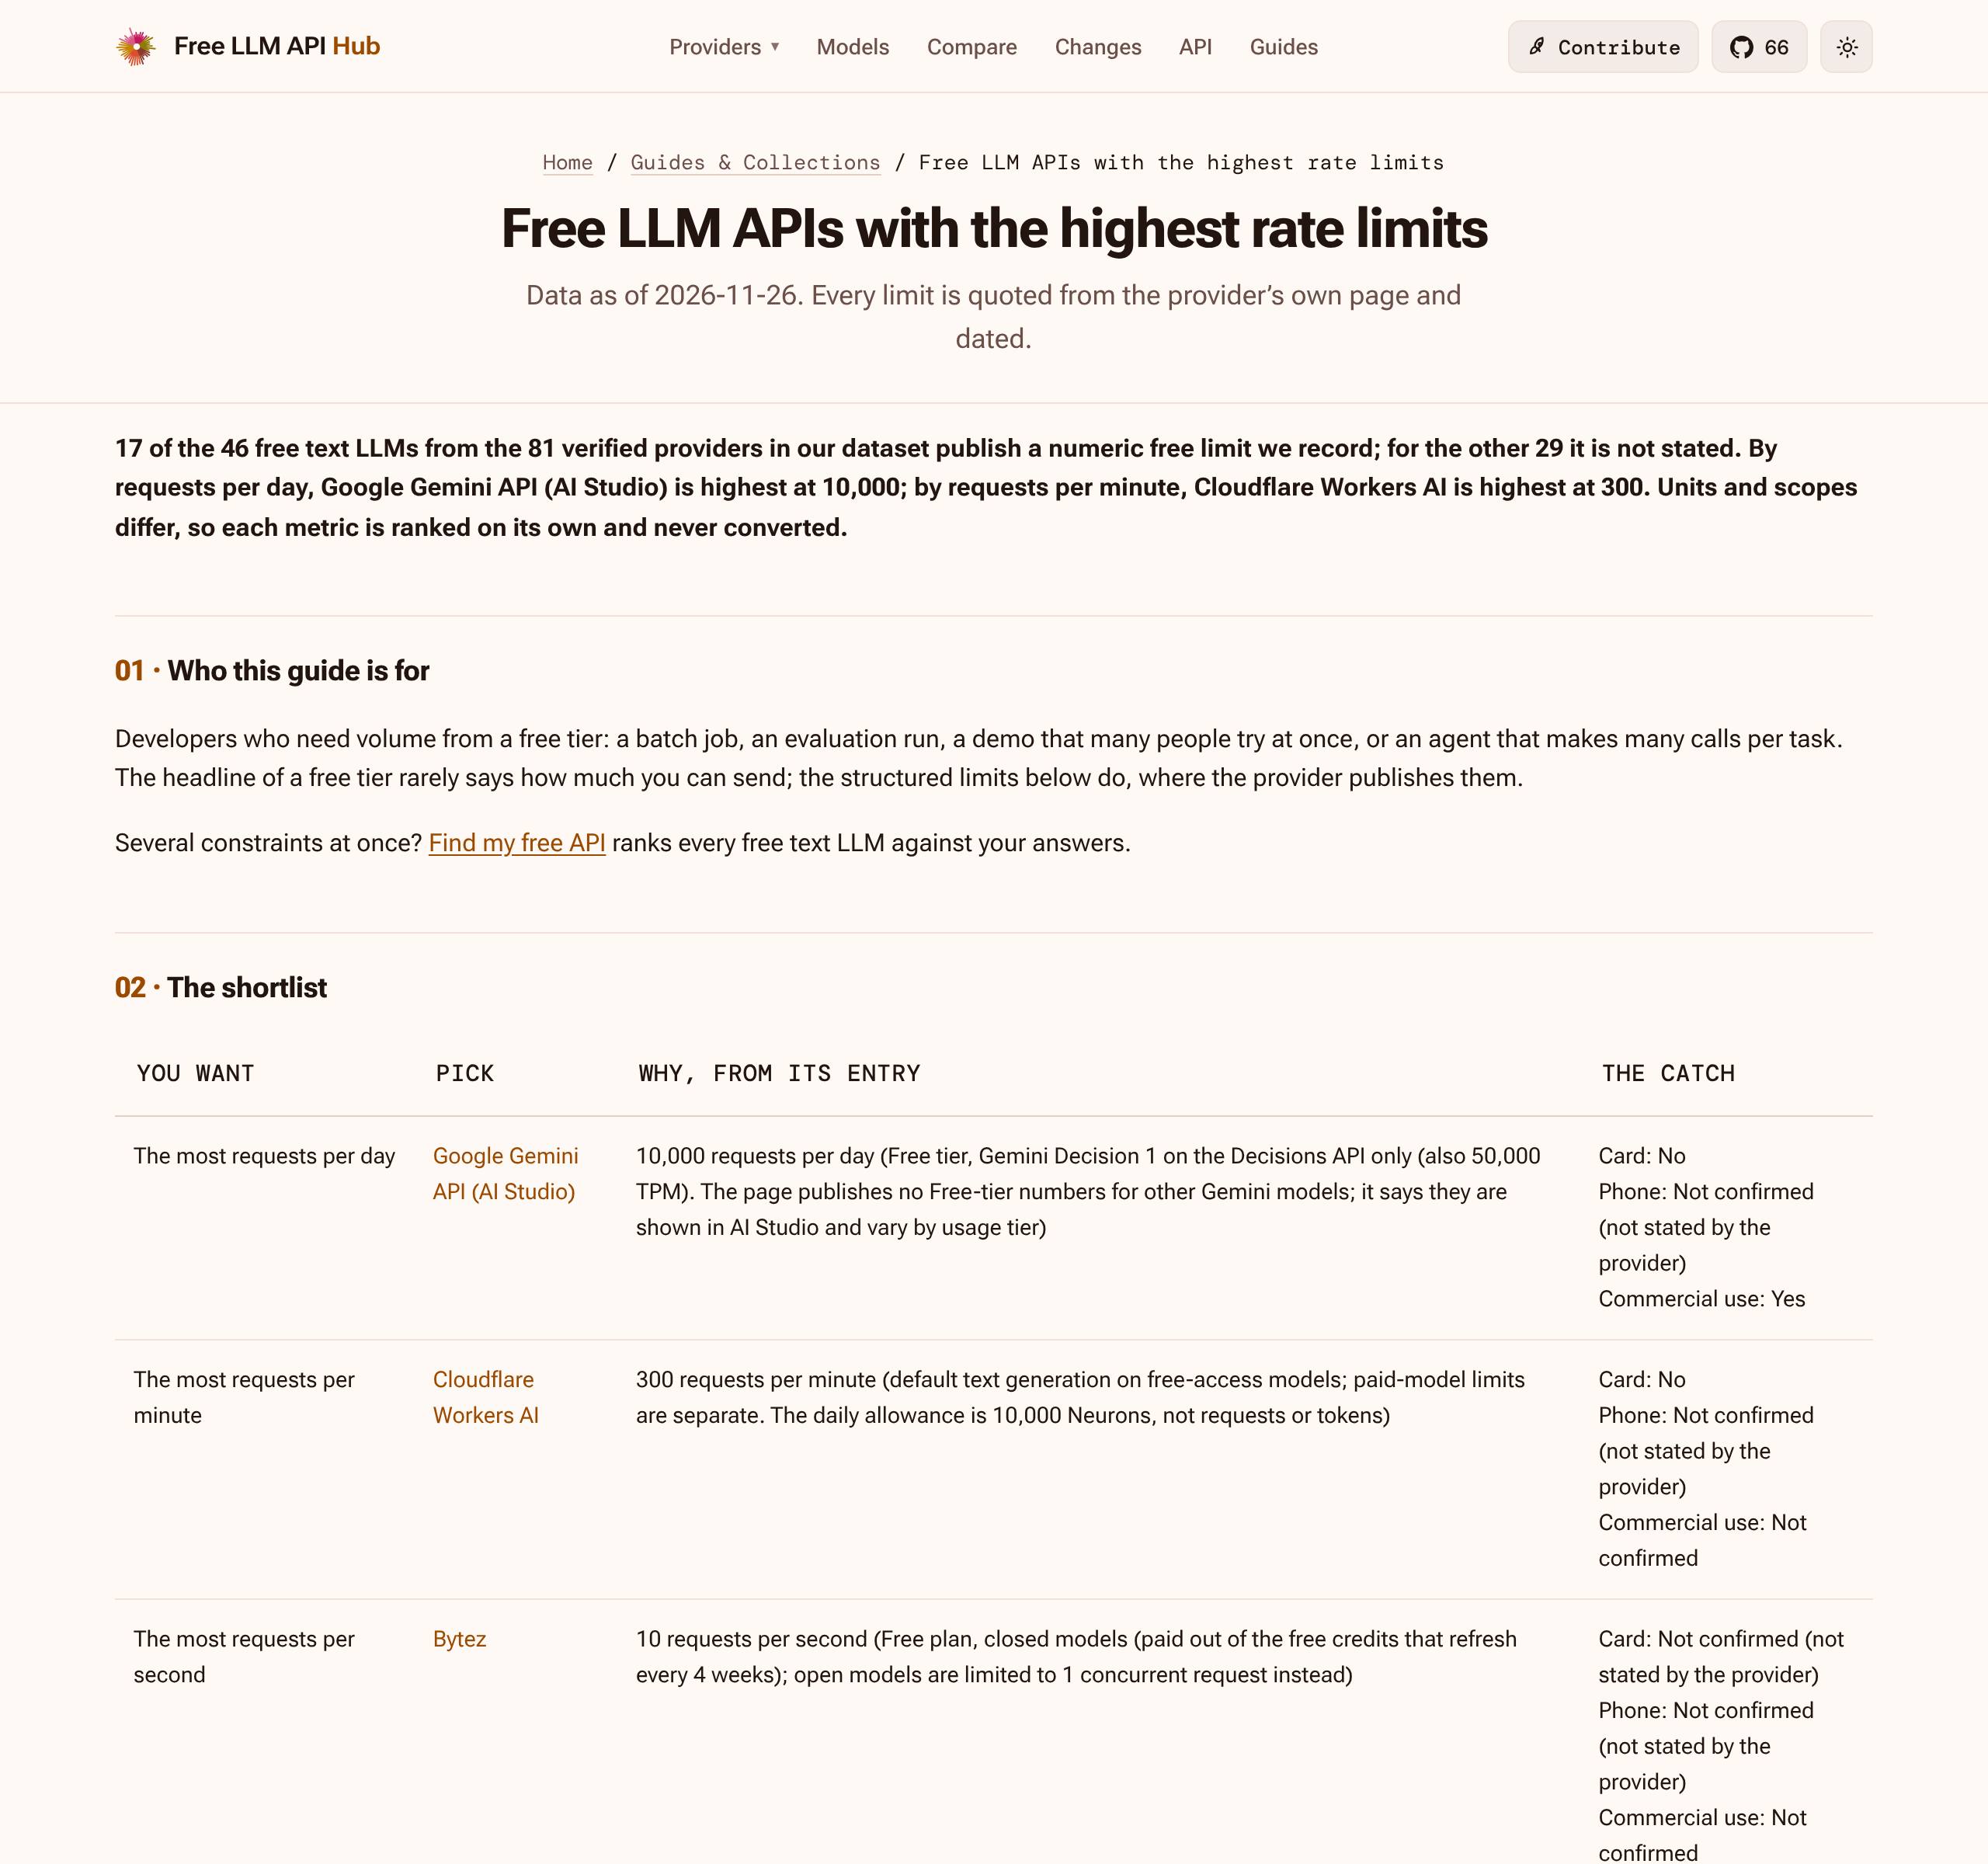 Free LLM API Hub
Providers ▾
Models
Compare
Changes
API
Guides
Contribute
66
Home / Guides & Collections / Free LLM APIs with the highest rate limits
Free LLM APIs with the highest rate limits
Data as of 2026-11-26. Every limit is quoted from the provider’s own page and
dated.
17 of the 46 free text LLMs from the 81 verified providers in our dataset publish a numeric free limit we record; for the other 29 it is not stated. By
requests per day, Google Gemini API (AI Studio) is highest at 10,000; by requests per minute, Cloudflare Workers AI is highest at 300. Units and scopes
differ, so each metric is ranked on its own and never converted.
01 · Who this guide is for
Developers who need volume from a free tier: a batch job, an evaluation run, a demo that many people try at once, or an agent that makes many calls per task.
The headline of a free tier rarely says how much you can send; the structured limits below do, where the provider publishes them.
Several constraints at once? Find my free API ranks every free text LLM against your answers.
02 · The shortlist
YOU WANT
PICK
WHY, FROM ITS ENTRY
THE CATCH
The most requests per day
Google Gemini
API (AI Studio)
10,000 requests per day (Free tier, Gemini Decision 1 on the Decisions API only (also 50,000
TPM). The page publishes no Free-tier numbers for other Gemini models; it says they are
shown in AI Studio and vary by usage tier)
Card: No
Phone: Not confirmed
(not stated by the
provider)
Commercial use: Yes
The most requests per
minute
Cloudflare
Workers AI
300 requests per minute (default text generation on free-access models; paid-model limits
are separate. The daily allowance is 10,000 Neurons, not requests or tokens)
Card: No
Phone: Not confirmed
(not stated by the
provider)
Commercial use: Not
confirmed
The most requests per
second
Bytez
10 requests per second (Free plan, closed models (paid out of the free credits that refresh
every 4 weeks); open models are limited to 1 concurrent request instead)
Card: Not confirmed (not
stated by the provider)
Phone: Not confirmed
(not stated by the
provider)
Commercial use: Not
confirmed